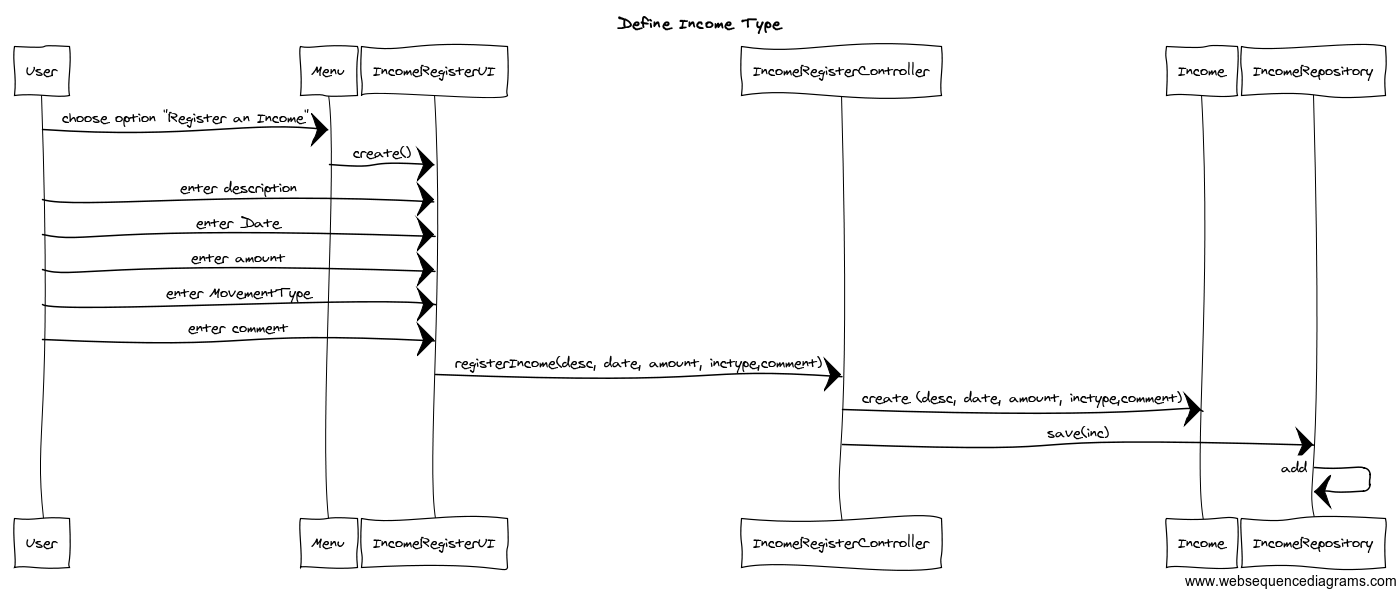 Define Income Type
User
Menu
IncomeRegisterUI
IncomeRegisterController
Income
IncomeRepository
choose option "Register an Income"
create()
enter description
enter Date
enter amount
enter MovementType
enter comment
registerIncome(desc, date, amount, inctype,comment)
create (desc, date, amount, inctype,comment)
save(inc)
add
User
Menu
IncomeRegisterUI
IncomeRegisterController
Income
IncomeRepository
www.websequencediagrams.com